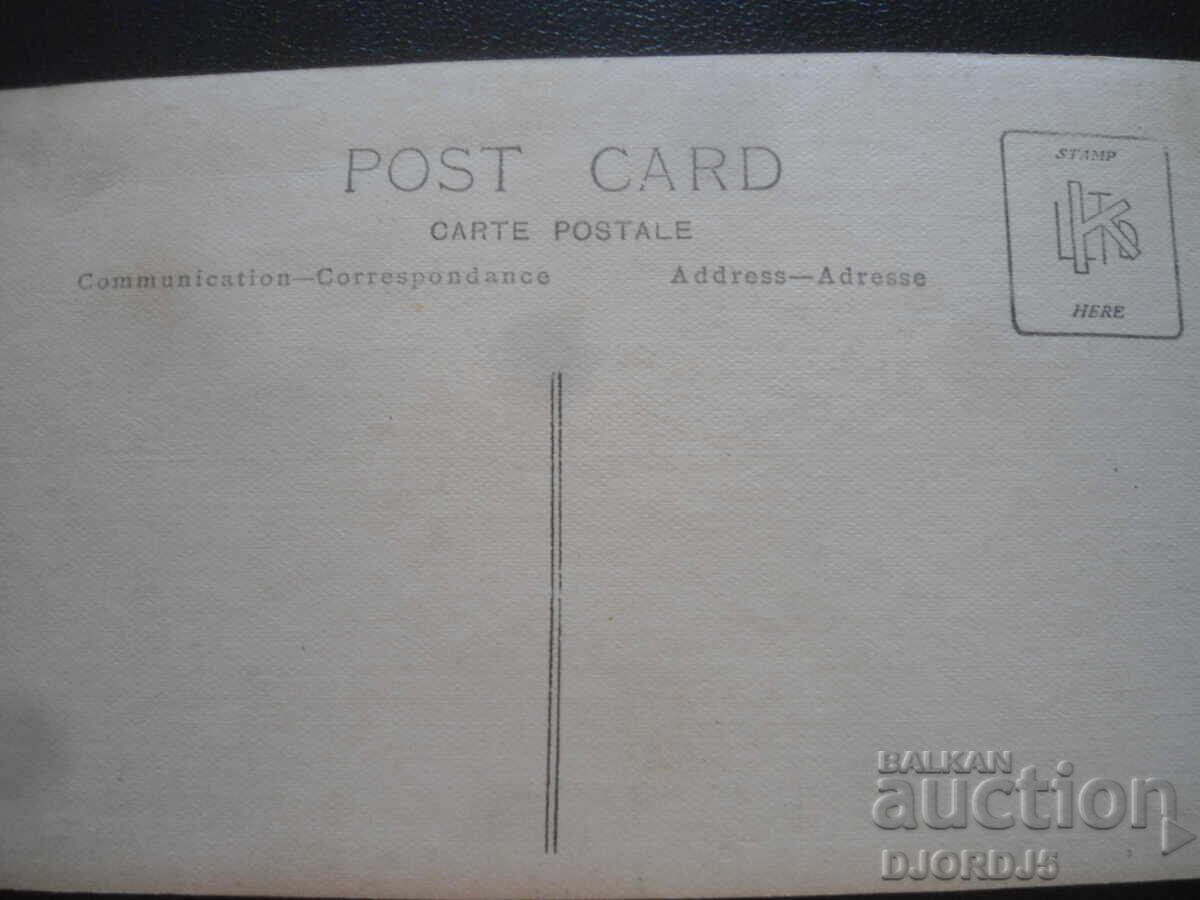 POST CARD
CARTE POSTALE
Communication—Correspondance
Address—Adresse
STAMP
HERE
BALKAN
auction
DJORDJ5